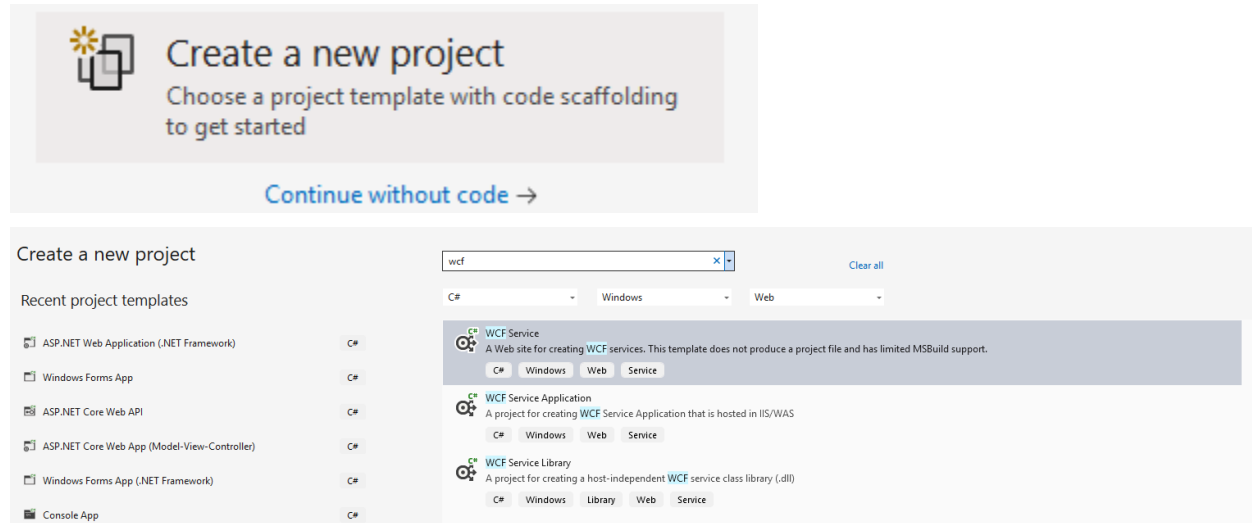 Create a new project
Choose a project template with code scaffolding
to get started
Continue without code →
Create a new project
wcf
Clear all
Recent project templates
C# Windows Web
ASP.NET Web Application (.NET Framework) C#
Windows Forms App C#
ASP.NET Core Web API C#
ASP.NET Core Web App (Model-View-Controller) C#
Windows Forms App (.NET Framework) C#
Console App C#
WCF Service
A Web site for creating WCF services. This template does not produce a project file and has limited MSBuild support.
C# Windows Web Service
WCF Service Application
A project for creating WCF Service Application that is hosted in IIS/WAS
C# Windows Web Service
WCF Service Library
A project for creating a host-independent WCF service class library (.dll)
C# Windows Library Web Service